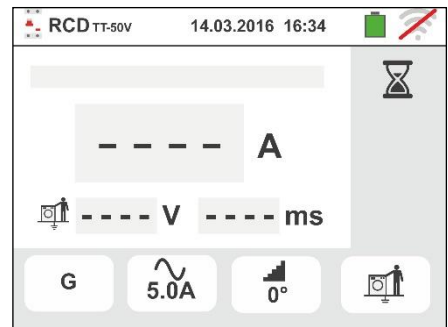 RCD TT-50V 14.03.2016 16:34
- - - - A
- - - - V - - - - ms
G 5.0A 0°